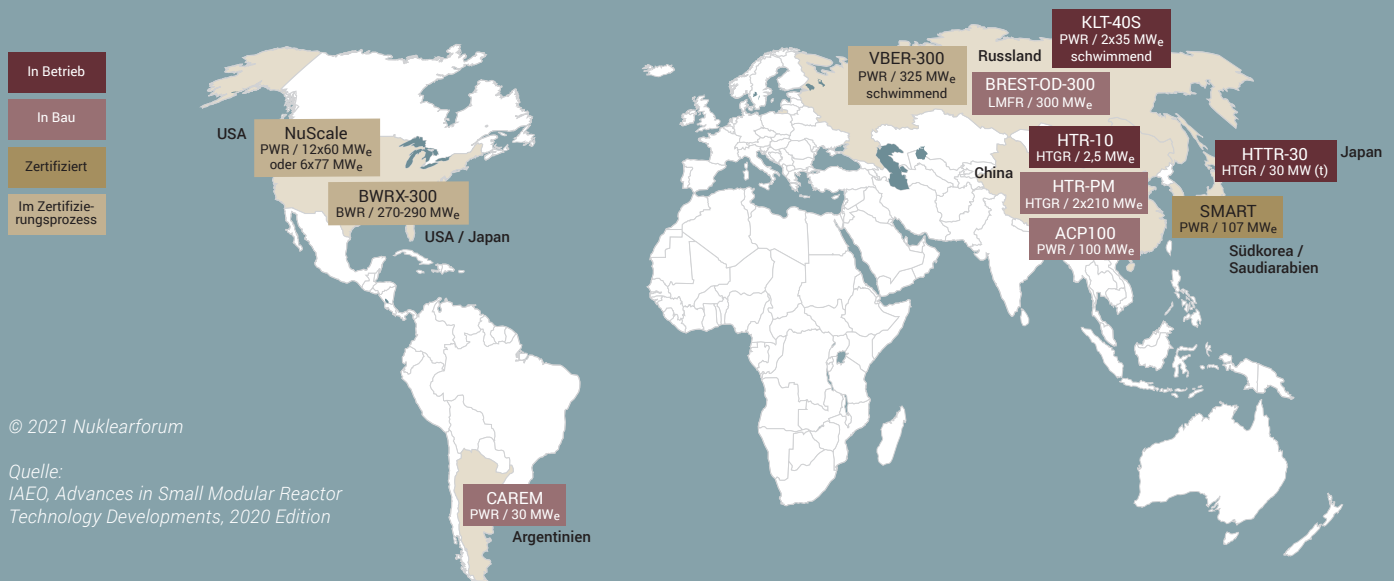 In Betrieb
In Bau
Zertifiziert
Im Zertifizie-
rungsprozess
USA
NuScale
PWR / 12x60 MWe
oder 6x77 MWe
BWRX-300
BWR / 270-290 MWe
USA / Japan
VBER-300
PWR / 325 MWe
schwimmend
Russland
KLT-40S
PWR / 2x35 MWe
schwimmend
BREST-OD-300
LMFR / 300 MWe
China
HTR-10
HTGR / 2,5 MWe
HTR-PM
HTGR / 2x210 MWe
ACP100
PWR / 100 MWe
HTTR-30
HTGR / 30 MW (t)
Japan
SMART
PWR / 107 MWe
Südkorea /
Saudiarabien
CAREM
PWR / 30 MWe
Argentinien
© 2021 Nuklearforum
Quelle:
IAEO, Advances in Small Modular Reactor
Technology Developments, 2020 Edition